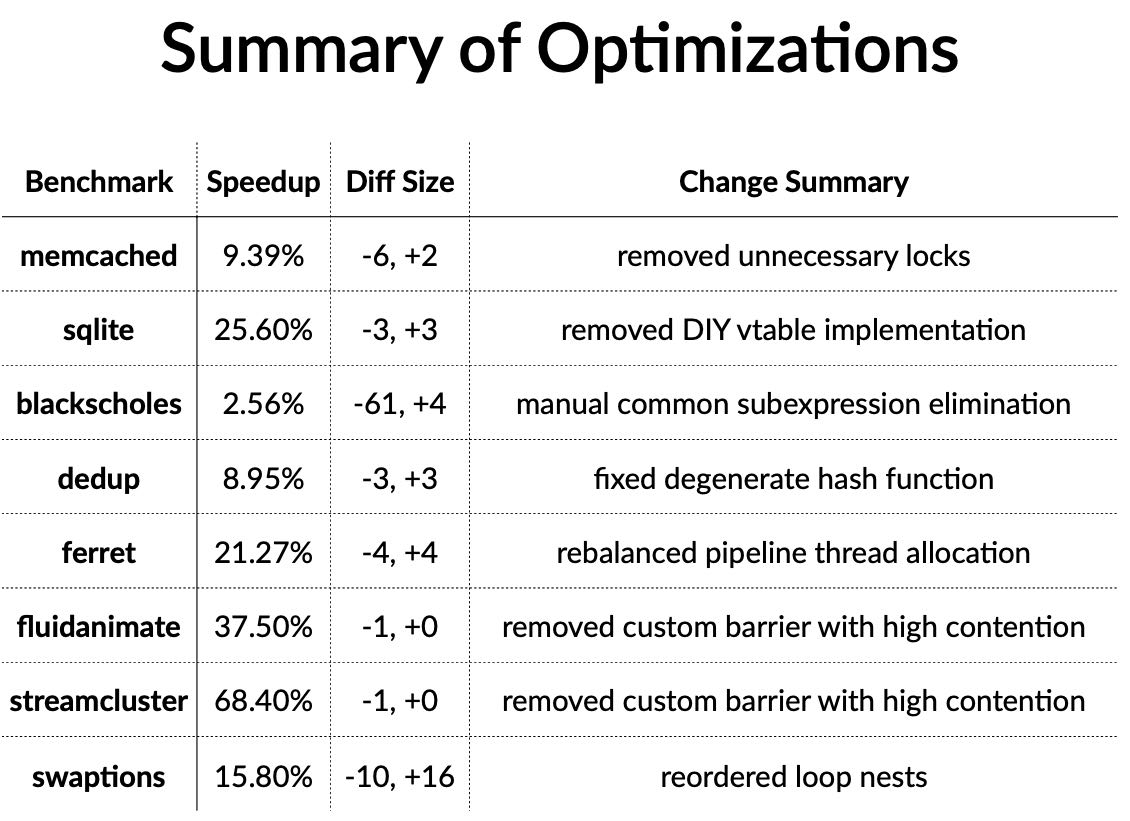 Summary of Optimizations
Benchmark Speedup Diff Size Change Summary
memcached 9.39% -6, +2 removed unnecessary locks
sqlite 25.60% -3, +3 removed DIY vtable implementation
blackscholes 2.56% -61, +4 manual common subexpression elimination
dedup 8.95% -3, +3 fixed degenerate hash function
ferret 21.27% -4, +4 rebalanced pipeline thread allocation
fluidanimate 37.50% -1, +0 removed custom barrier with high contention
streamcluster 68.40% -1, +0 removed custom barrier with high contention
swaptions 15.80% -10, +16 reordered loop nests